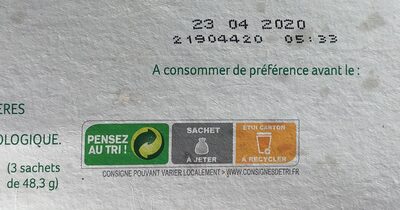 23 04 2020
21904420 05:33
A consommer de préférence avant le :
ERES
OLOGIQUE.
(3 sachets
de 48,3 g)
PENSEZ
AU TRI !
SACHET
À JETER
ÉTUI CARTON
À RECYCLER
CONSIGNE POUVANT VARIER LOCALEMENT > WWW.CONSIGNESDETRI.FR